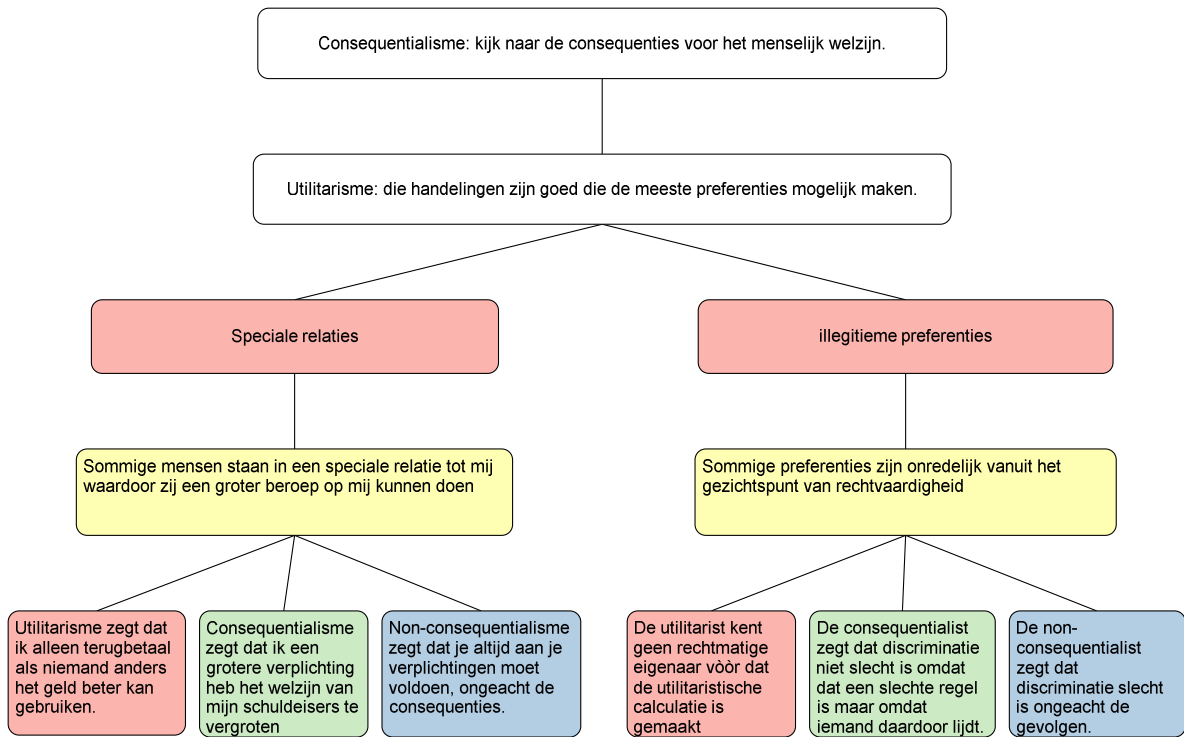 Consequentialisme: kijk naar de consequenties voor het menselijk welzijn.
Utilitarisme: die handelingen zijn goed die de meeste preferenties mogelijk maken.
Speciale relaties
illegitieme preferenties
Sommige mensen staan in een speciale relatie tot mij
waardoor zij een groter beroep op mij kunnen doen
Sommige preferenties zijn onredelijk vanuit het
gezichtspunt van rechtvaardigheid
Utilitarisme zegt dat
ik alleen terugbetaal
als niemand anders
het geld beter kan
gebruiken.
Consequentialisme
zegt dat ik een
grotere verplichting
heb het welzijn van
mijn schuldeisers te
vergroten
Non-consequentialisme
zegt dat je altijd aan je
verplichtingen moet
voldoen, ongeacht de
consequenties.
De utilitarist kent
geen rechtmatige
eigenaar vòòr dat
de utilitaristische
calculatie is
gemaakt
De consequentialist
zegt dat discriminatie
niet slecht is omdat
dat een slechte regel
is maar omdat
iemand daardoor lijdt.
De non-
consequentialist
zegt dat
discriminatie slecht
is ongeacht de
gevolgen.